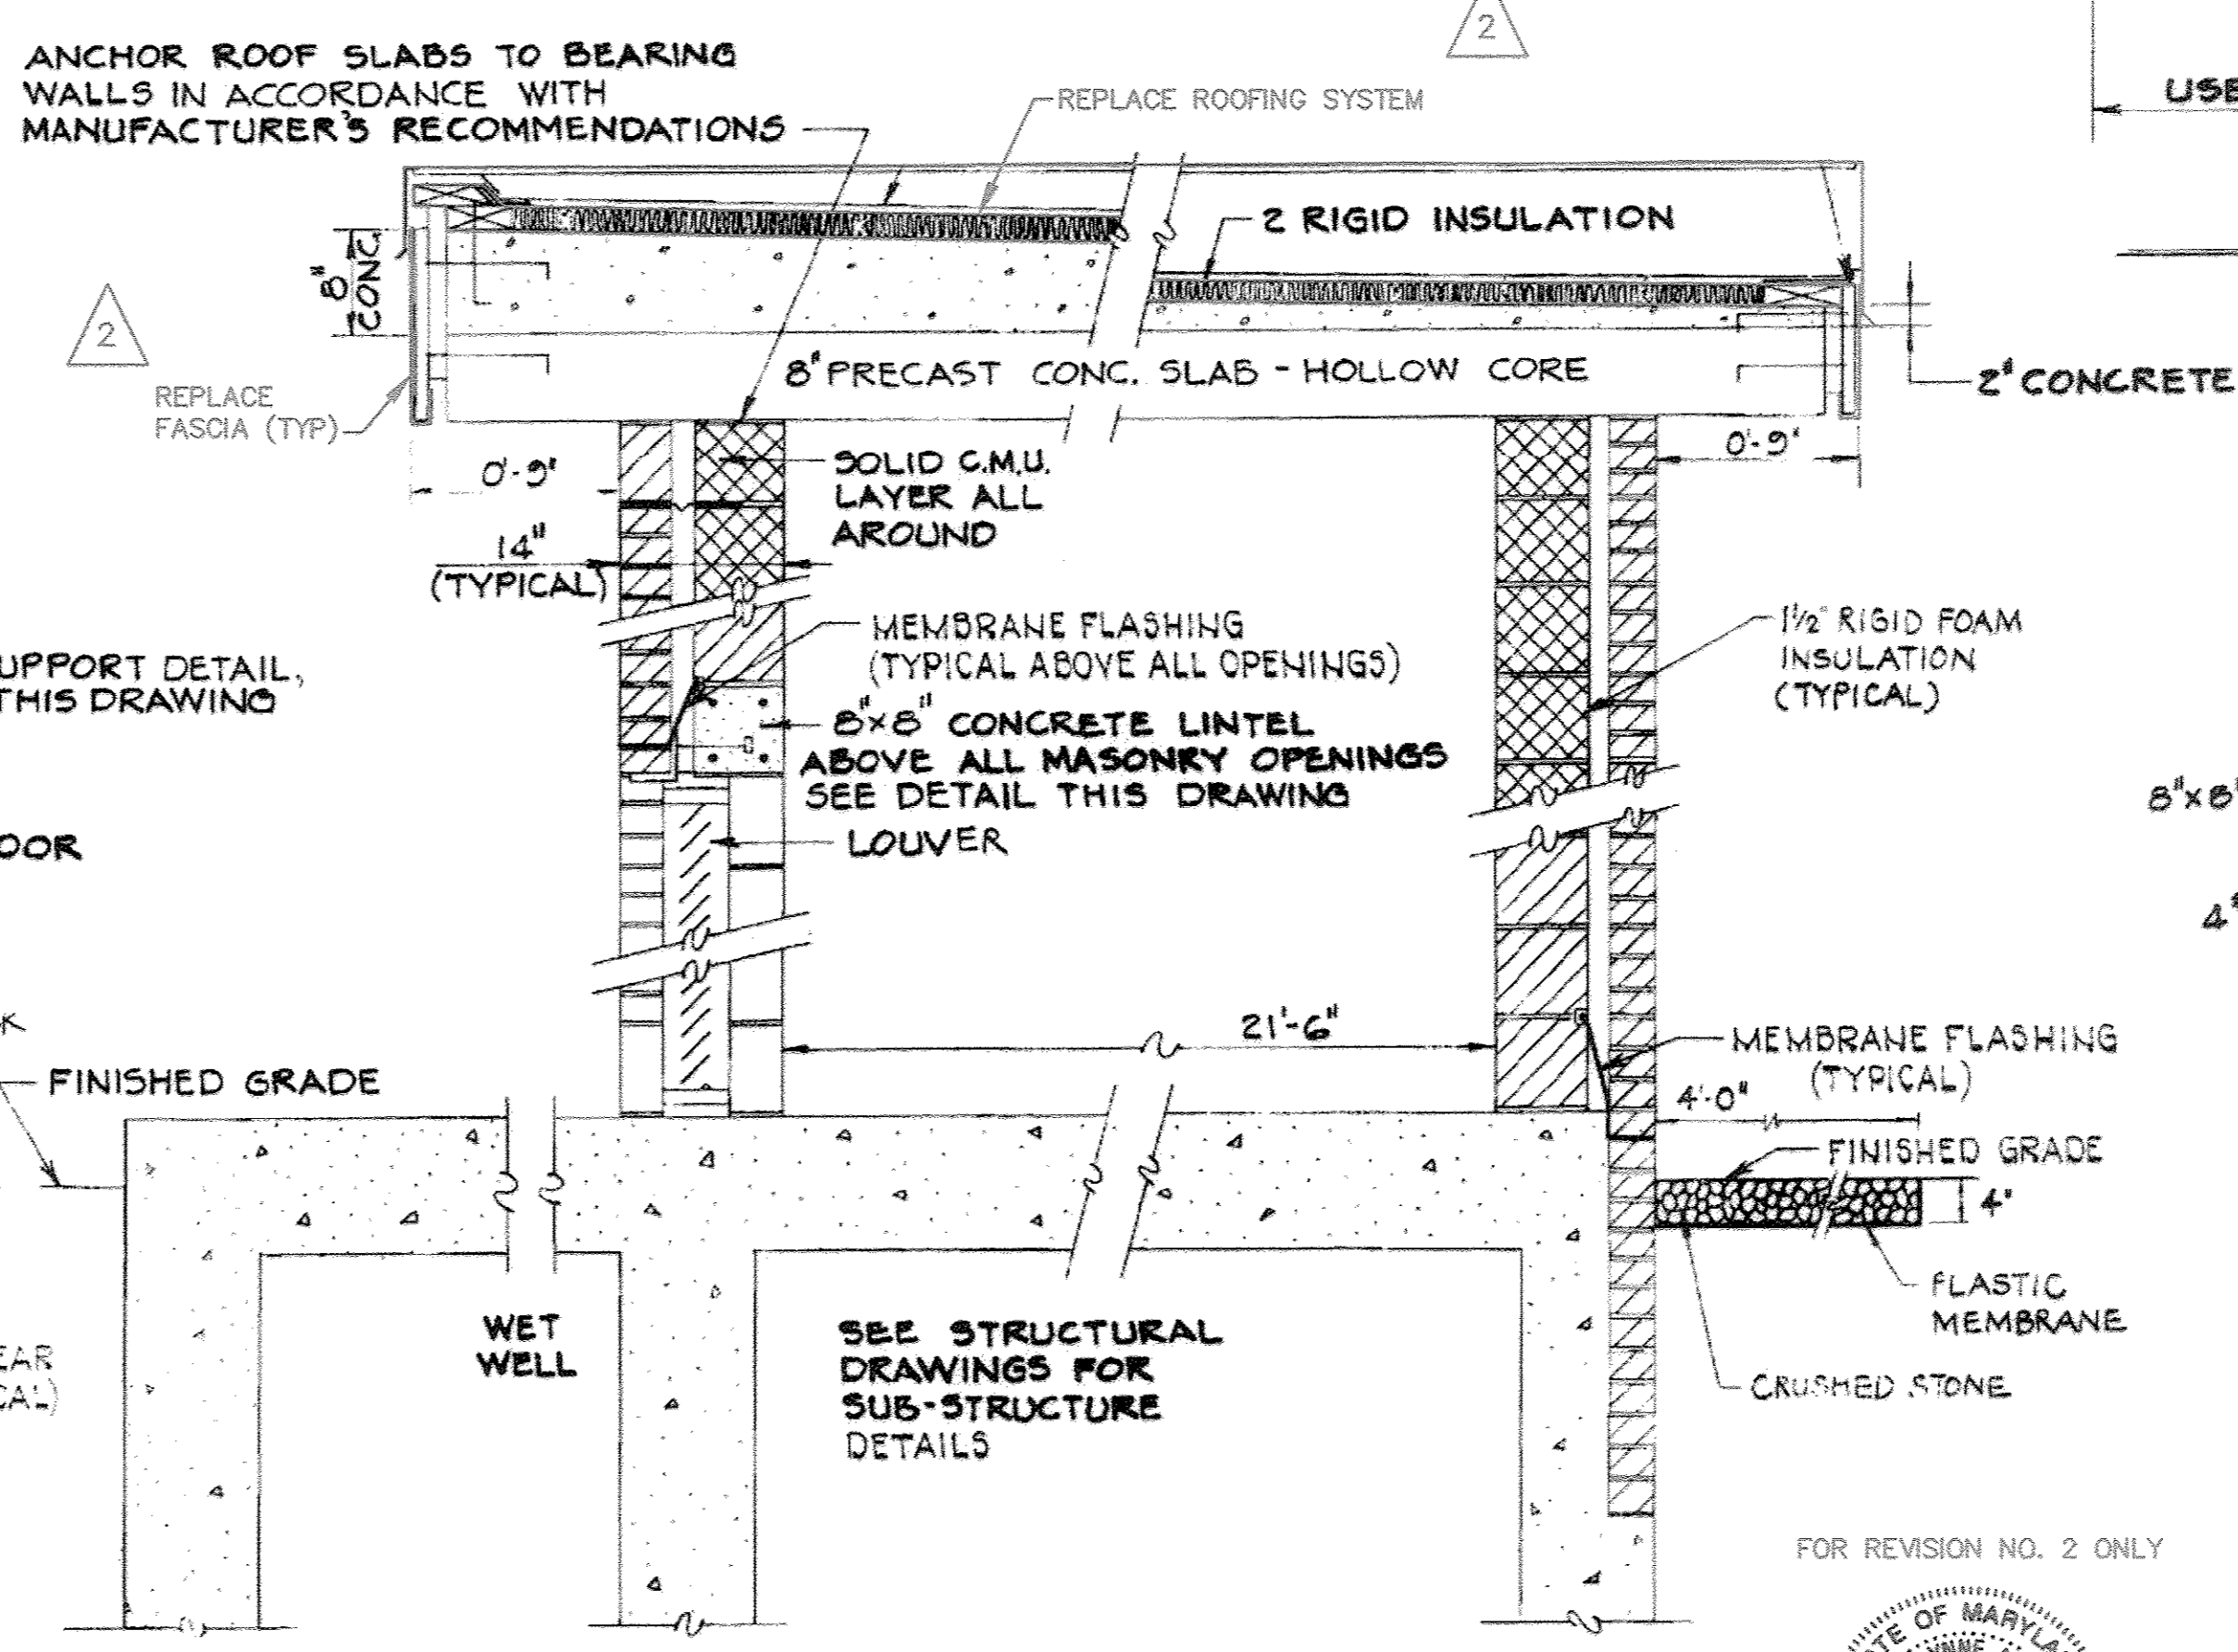 2
ANCHOR ROOF SLABS TO BEARING
WALLS IN ACCORDANCE WITH
MANUFACTURER'S RECOMMENDATIONS
REPLACE ROOFING SYSTEM
USE
2 RIGID INSULATION
8"
CONC.
2
REPLACE
FASCIA (TYP)
8" PRECAST CONC. SLAB - HOLLOW CORE
2" CONCRETE
0'-9"
0'-9"
SOLID C.M.U.
LAYER ALL
AROUND
14"
(TYPICAL)
MEMBRANE FLASHING
(TYPICAL ABOVE ALL OPENINGS)
1½" RIGID FOAM
INSULATION
(TYPICAL)
UPPORT DETAIL,
THIS DRAWING
8"x8" CONCRETE LINTEL
ABOVE ALL MASONRY OPENINGS
SEE DETAIL THIS DRAWING
8"x8"
OOR
LOUVER
4"
21'-6"
K
FINISHED GRADE
MEMBRANE FLASHING
(TYPICAL)
4'-0"
FINISHED GRADE
4"
PLASTIC
MEMBRANE
CRUSHED STONE
WET
WELL
SEE STRUCTURAL
DRAWINGS FOR
SUB-STRUCTURE
DETAILS
EAR
CAL)
FOR REVISION NO. 2 ONLY
TE OF MARYLA